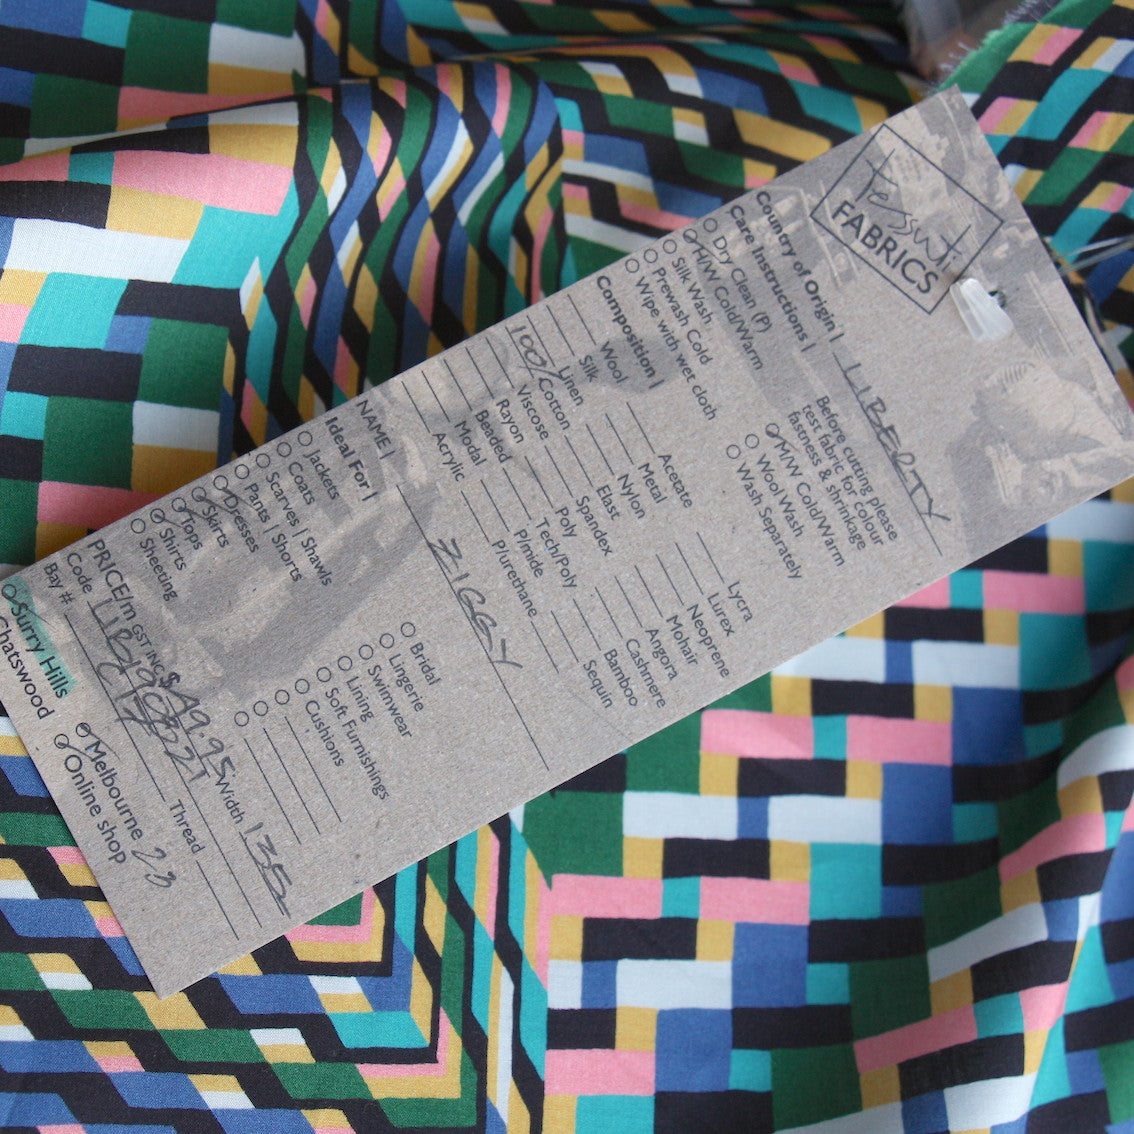 tessuti
FABRICS
Country of Origin | LIBERTY
Care Instructions | Before cutting please
test fabric for colour
fastness & shrinkage
Dry Clean (P)
H/W Cold/Warm M/W Cold/Warm
Silk Wash. Wool Wash
Prewash Cold Wash Separately
Wipe with wet cloth
Composition |
Wool Acetate Lycra
Silk Metal Lurex
Linen Nylon Neoprene
100% Cotton Elast Mohair
Viscose Spandex Angora
Rayon Poly Cashmere
Beaded Tech/Poly Bamboo
Modal P/mide Sequin
Acrylic P/urethane
NAME | ZIGGY
Ideal For |
Jackets Bridal
Coats Lingerie
Scarves | Shawls Swimwear
Pants | Shorts Lining
Dresses Soft Furnishings
Skirts Cushions
Tops
Shirts
Sheeting
PRICE/m GST INC $ 49.95 Width 135
Code
Bay # Thread
Surry Hills Melbourne 23
Chatswood Online shop